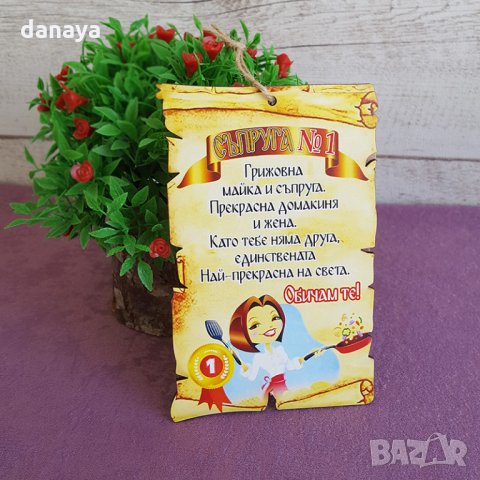 danaya
СЪПРУГА №1
Грижовна
майка и съпруга.
Прекрасна домакиня
и жена.
Като тебе няма друга,
единствената
Най-прекрасна на света.
Обичам те!
1
BAZAR